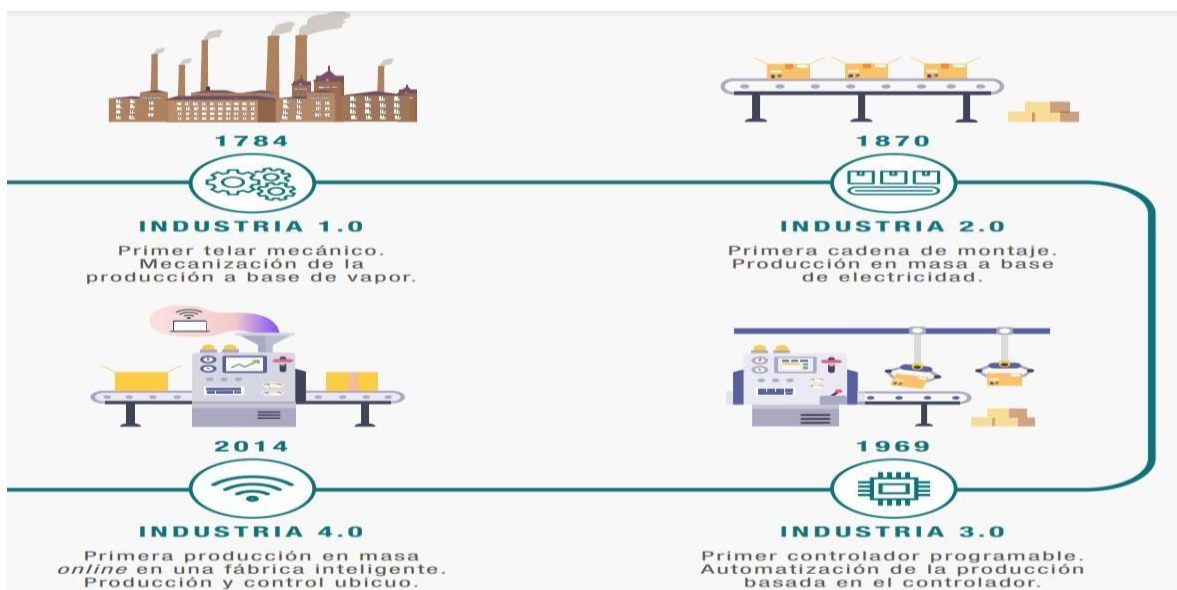 1784
INDUSTRIA 1.0
Primer telar mecánico.
Mecanización de la
producción a base de vapor.
1870
INDUSTRIA 2.0
Primera cadena de montaje.
Producción en masa a base
de electricidad.
1969
INDUSTRIA 3.0
Primer controlador programable.
Automatización de la producción
basada en el controlador.
2014
INDUSTRIA 4.0
Primera producción en masa
online en una fábrica inteligente.
Producción y control ubicuo.